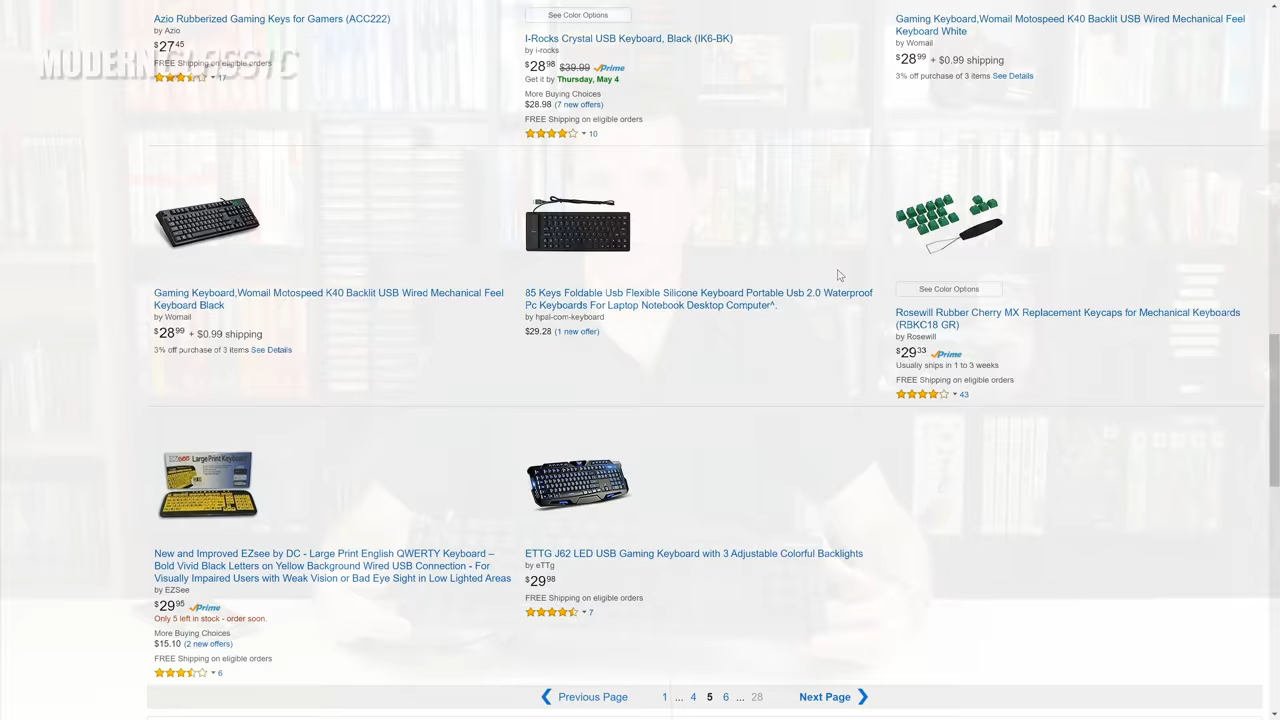 MODERN CLASSIC
Azio Rubberized Gaming Keys for Gamers (ACC222)
by Azio
$27.45
FREE Shipping on eligible orders
17
See Color Options
I-Rocks Crystal USB Keyboard, Black (IK6-BK)
by i-rocks
$28.98 $39.99 Prime
Get it by Thursday, May 4
More Buying Choices
$28.98 (7 new offers)
FREE Shipping on eligible orders
10
Gaming Keyboard,Womail Motospeed K40 Backlit USB Wired Mechanical Feel
Keyboard White
by Womail
$28.99 + $0.99 shipping
3% off purchase of 3 items See Details
Gaming Keyboard,Womail Motospeed K40 Backlit USB Wired Mechanical Feel
Keyboard Black
by Womail
$28.99 + $0.99 shipping
3% off purchase of 3 items See Details
85 Keys Foldable Usb Flexible Silicone Keyboard Portable Usb 2.0 Waterproof
Pc Keyboards For Laptop Notebook Desktop Computer^.
by hpal-com-keyboard
$29.28 (1 new offer)
See Color Options
Rosewill Rubber Cherry MX Replacement Keycaps for Mechanical Keyboards
(RBKC18 GR)
by Rosewill
$29.33 Prime
Usually ships in 1 to 3 weeks
FREE Shipping on eligible orders
43
Large Print Keyboard
New and Improved EZsee by DC - Large Print English QWERTY Keyboard –
Bold Vivid Black Letters on Yellow Background Wired USB Connection - For
Visually Impaired Users with Weak Vision or Bad Eye Sight in Low Lighted Areas
by EZSee
$29.95 Prime
Only 5 left in stock - order soon.
More Buying Choices
$15.10 (2 new offers)
FREE Shipping on eligible orders
6
ETTG J62 LED USB Gaming Keyboard with 3 Adjustable Colorful Backlights
by eTTg
$29.98
FREE Shipping on eligible orders
7
Previous Page 1 ... 4 5 6 ... 28 Next Page